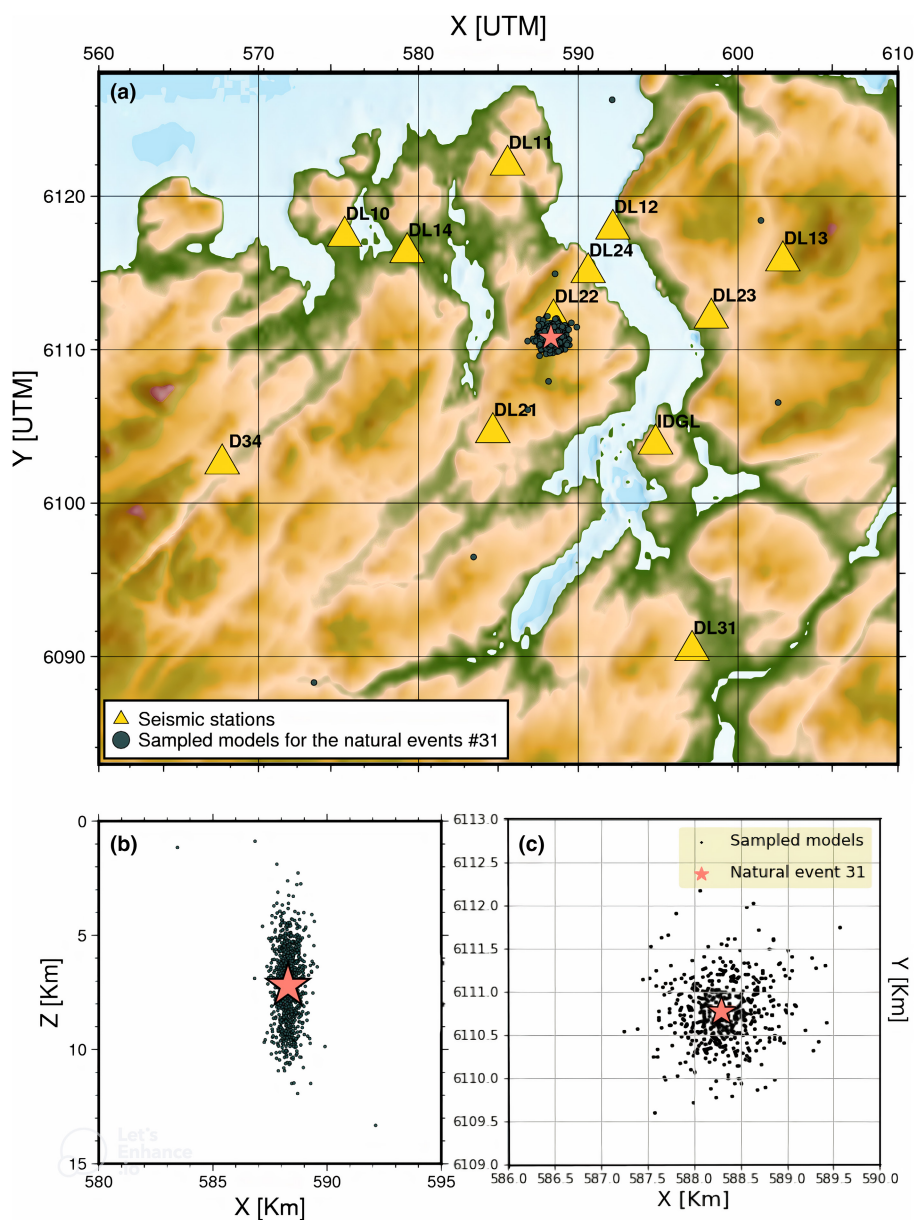 X [UTM]
560 570 580 590 600 610
(a)
DL11
6120
DL10
DL12
DL14
DL13
DL24
DL22
DL23
6110
Y [UTM]
DL21
IDGL
D34
6100
DL31
6090
Seismic stations
Sampled models for the natural events #31
0
(b)
5
Z [Km]
10
15
580 585 590 595
X [Km]
Let's
Enhance
.io
6113.0
(c)
Sampled models
Natural event 31
6112.5
6112.0
6111.5
6111.0
Y [Km]
6110.5
6110.0
6109.5
6109.0
586.0 586.5 587.0 587.5 588.0 588.5 589.0 589.5 590.0
X [Km]